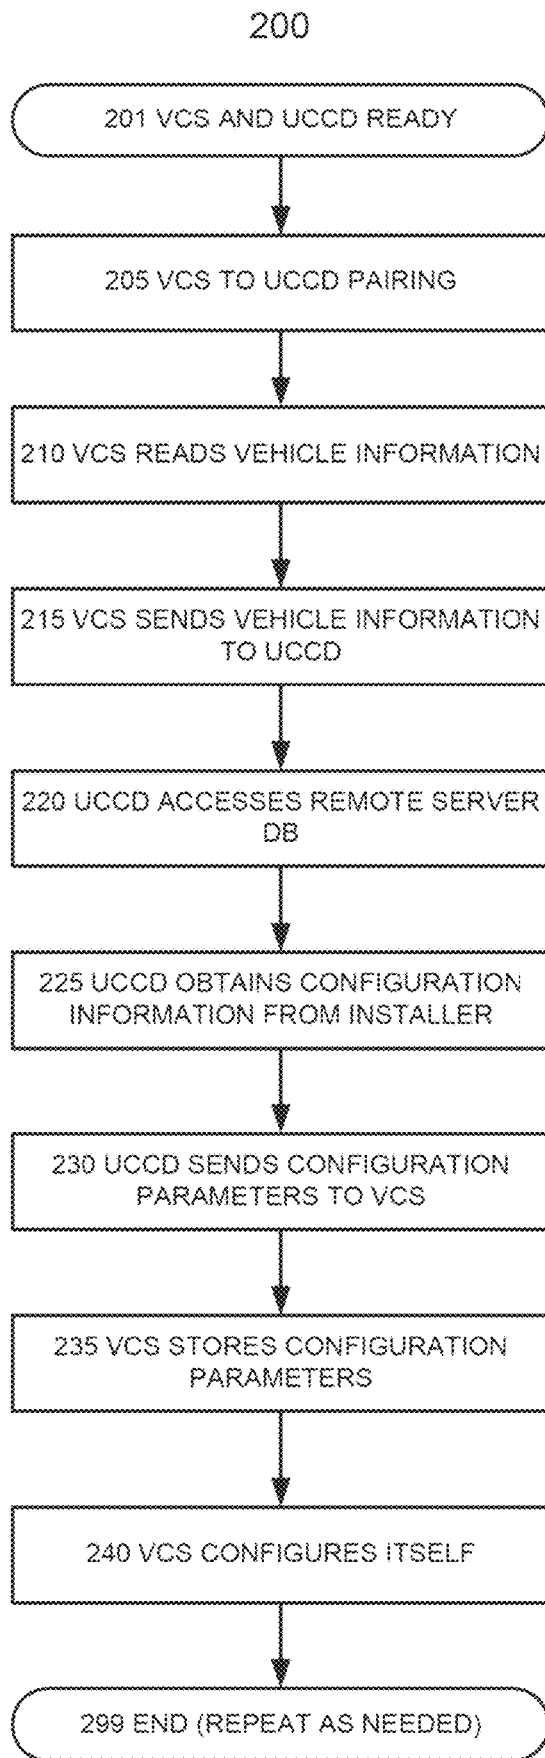 200
201 VCS AND UCCD READY
205 VCS TO UCCD PAIRING
210 VCS READS VEHICLE INFORMATION
215 VCS SENDS VEHICLE INFORMATION
TO UCCD
220 UCCD ACCESSES REMOTE SERVER
DB
225 UCCD OBTAINS CONFIGURATION
INFORMATION FROM INSTALLER
230 UCCD SENDS CONFIGURATION
PARAMETERS TO VCS
235 VCS STORES CONFIGURATION
PARAMETERS
240 VCS CONFIGURES ITSELF
299 END (REPEAT AS NEEDED)